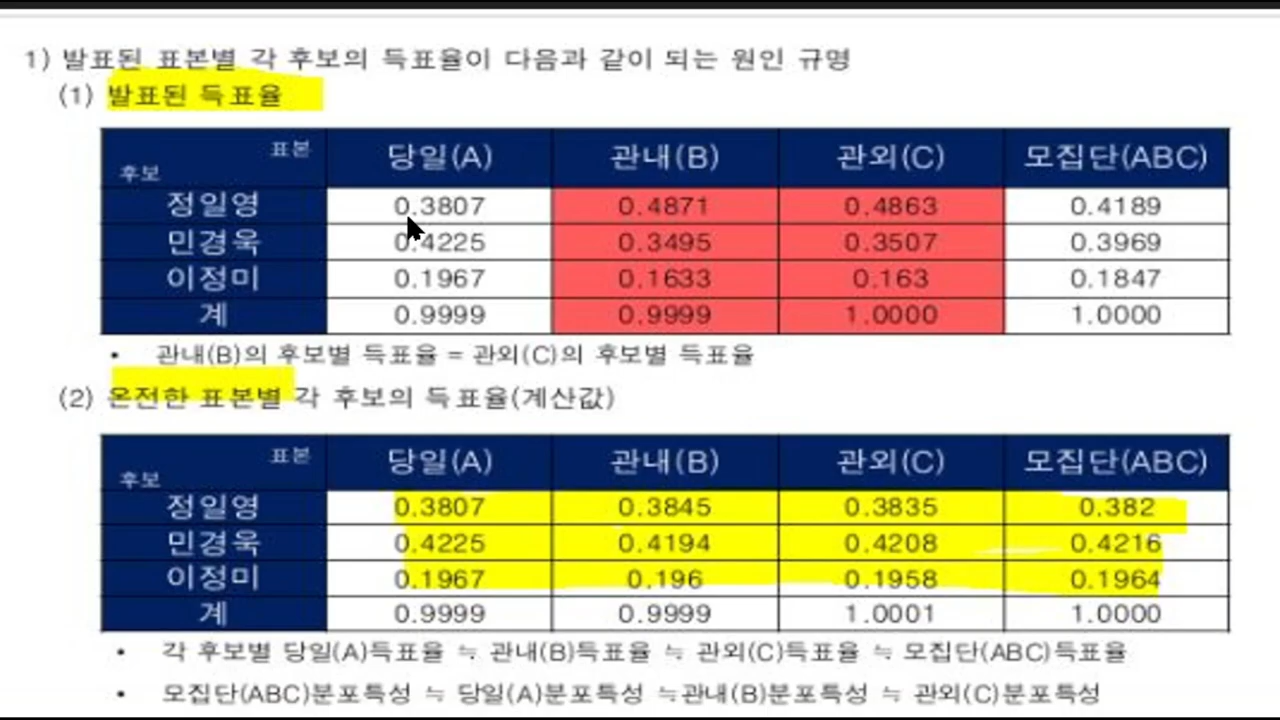 1) 발표된 표본별 각 후보의 득표율이 다음과 같이 되는 원인 규명
(1) 발표된 득표율
표본
후보 당일(A) 관내(B) 관외(C) 모집단(ABC)
정일영 0.3807 0.4871 0.4863 0.4189
민경욱 0.4225 0.3495 0.3507 0.3969
이정미 0.1967 0.1633 0.163 0.1847
계 0.9999 0.9999 1.0000 1.0000
• 관내(B)의 후보별 득표율 = 관외(C)의 후보별 득표율
(2) 온전한 표본별 각 후보의 득표율(계산값)
표본
후보 당일(A) 관내(B) 관외(C) 모집단(ABC)
정일영 0.3807 0.3845 0.3835 0.382
민경욱 0.4225 0.4194 0.4208 0.4216
이정미 0.1967 0.196 0.1958 0.1964
계 0.9999 0.9999 1.0001 1.0000
• 각 후보별 당일(A)득표율 ≒ 관내(B)득표율 ≒ 관외(C)득표율 ≒ 모집단(ABC)득표율
• 모집단(ABC)분포특성 ≒ 당일(A)분포특성 ≒관내(B)분포특성 ≒ 관외(C)분포특성